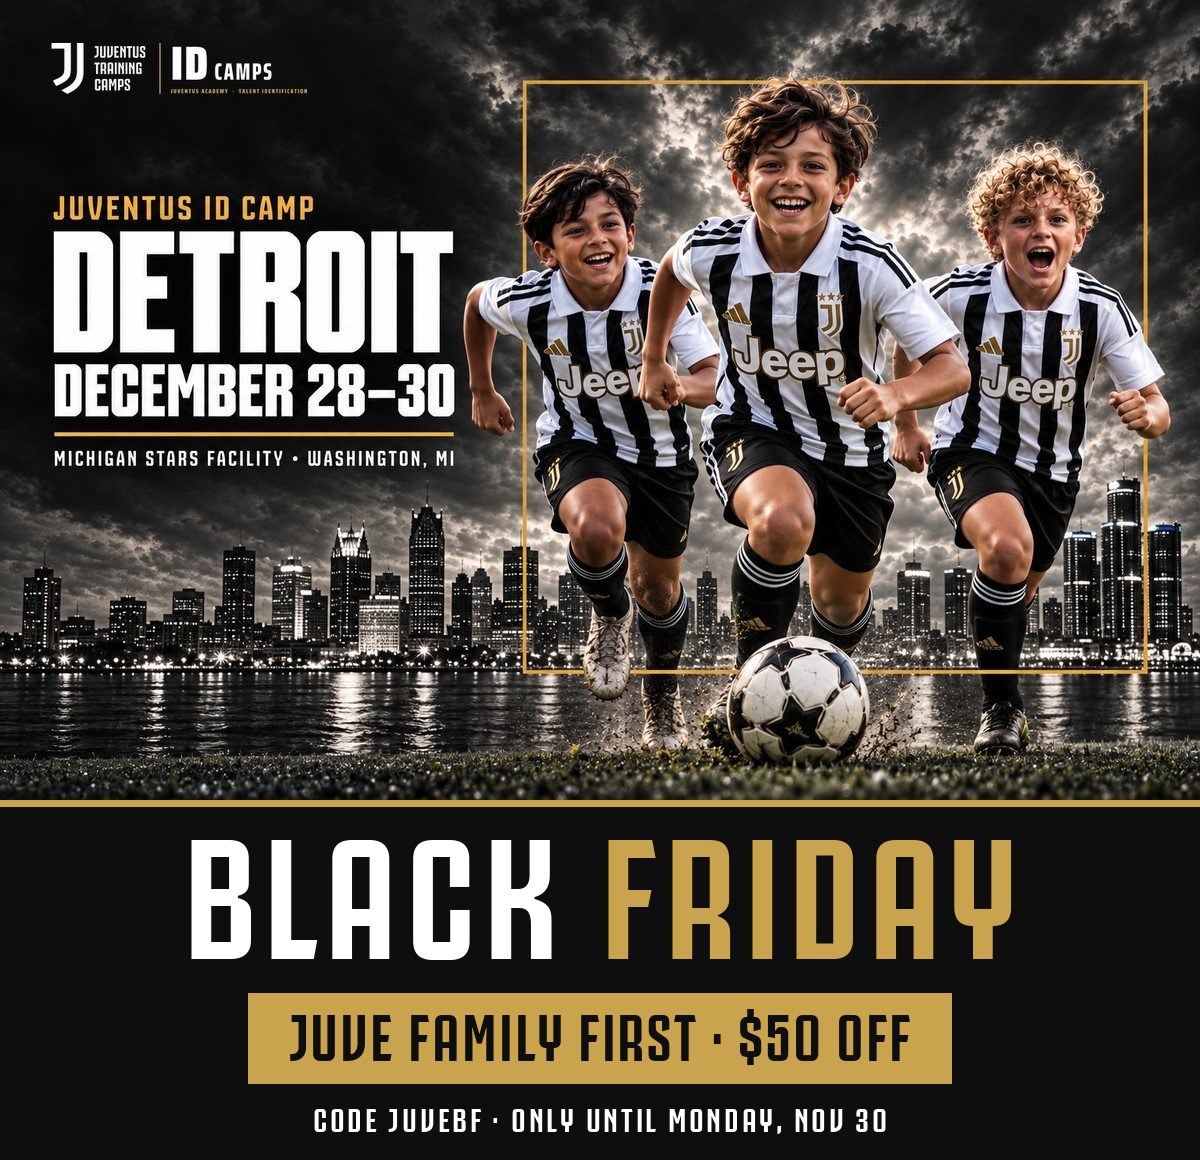 JUVENTUS
TRAINING
CAMPS
ID CAMPS
JUVENTUS ACADEMY - TALENT IDENTIFICATION
JUVENTUS ID CAMP
DETROIT
DECEMBER 28–30
MICHIGAN STARS FACILITY • WASHINGTON, MI
Jeep
Jeep
Jeep
BLACK FRIDAY
JUVE FAMILY FIRST · $50 OFF
CODE JUVEBF · ONLY UNTIL MONDAY, NOV 30